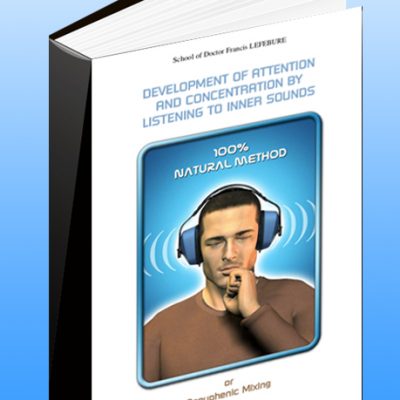 School of Doctor Francis LEFEBURE
DEVELOPMENT OF ATTENTION
AND CONCENTRATION BY
LISTENING TO INNER SOUNDS
100%
NATURAL METHOD
or
Mixing